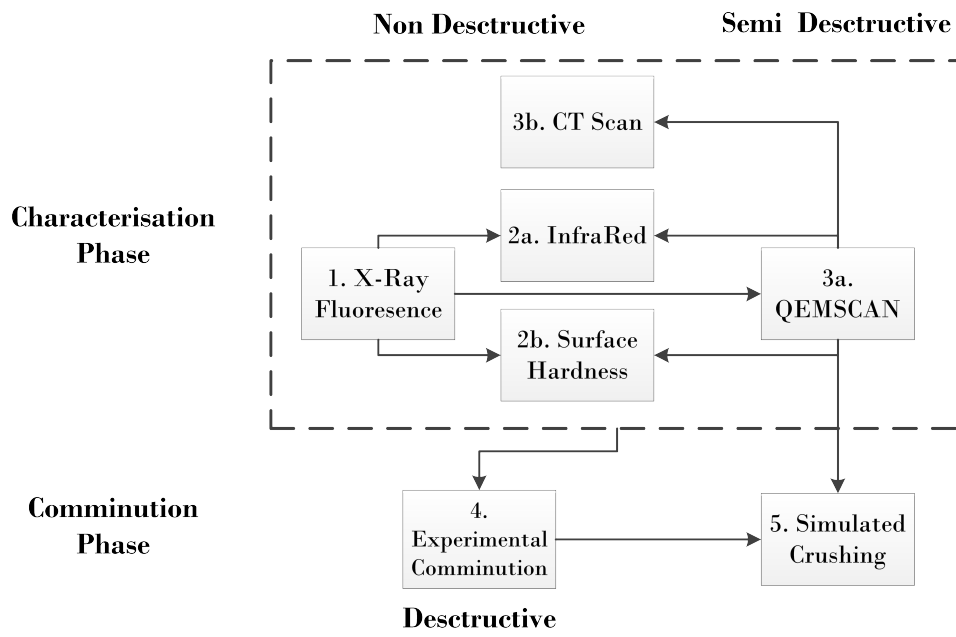 Non Desctructive
Semi Desctructive
3b. CT Scan
Characterisation
Phase
2a. InfraRed
1. X-Ray
Fluoresence
3a.
QEMSCAN
2b. Surface
Hardness
Comminution
Phase
4.
Experimental
Comminution
5. Simulated
Crushing
Desctructive